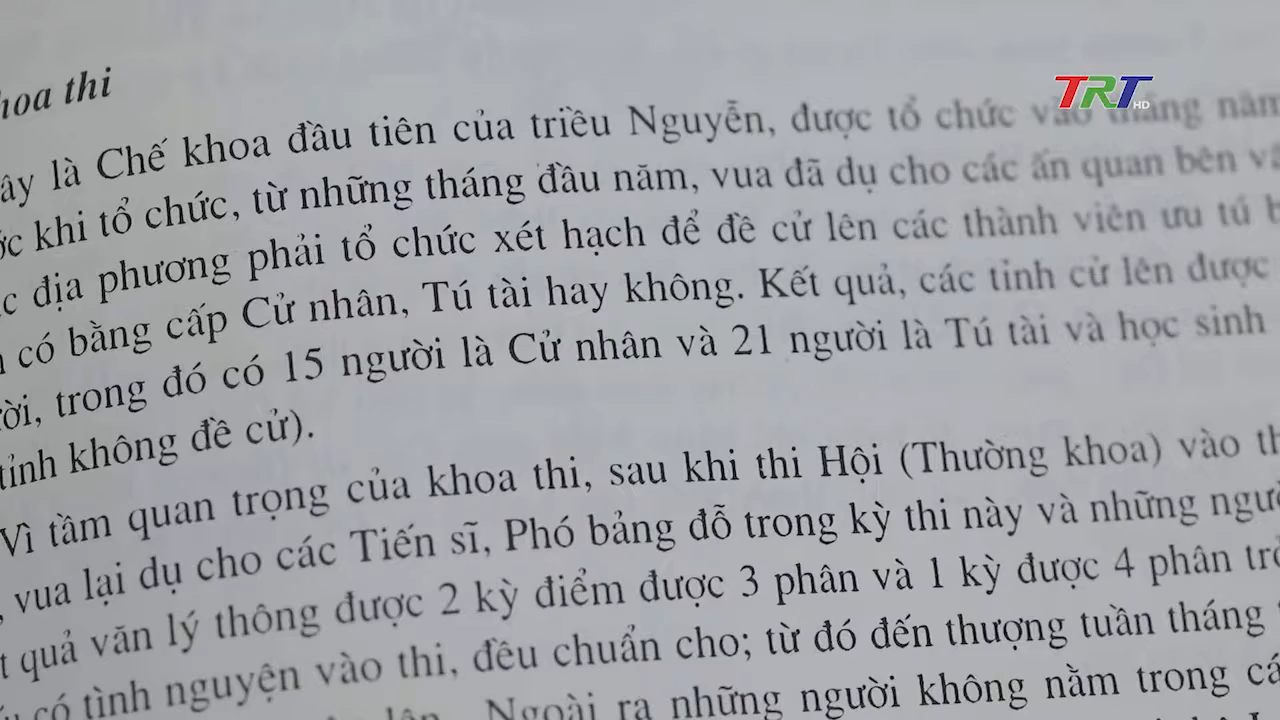 TRT HD
hoa thi
ây là Chế khoa đầu tiên của triều Nguyễn, được tổ chức vào tháng năm
ớc khi tổ chức, từ những tháng đầu năm, vua đã dụ cho các ấn quan bên vă
c địa phương phải tổ chức xét hạch để đề cử lên các thành viên ưu tú b
có bằng cấp Cử nhân, Tú tài hay không. Kết quả, các tỉnh cử lên được
ời, trong đó có 15 người là Cử nhân và 21 người là Tú tài và học sinh
tỉnh không đề cử).
Vì tầm quan trọng của khoa thi, sau khi thi Hội (Thường khoa) vào th
, vua lại dụ cho các Tiến sĩ, Phó bảng đỗ trong kỳ thi này và những ngườ
t quả văn lý thông được 2 kỳ điểm được 3 phân và 1 kỳ được 4 phân trở
có tình nguyện vào thi, đều chuẩn cho; từ đó đến thượng tuần tháng
Ngoài ra những người không nằm trong cá